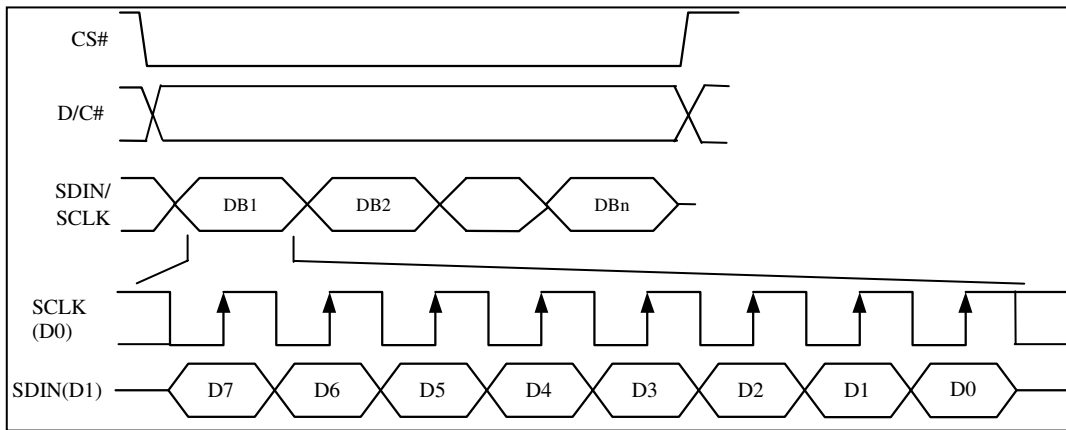 CS#
D/C#
SDIN/
SCLK
DB1 DB2 DBn
SCLK
(D0)
SDIN(D1) D7 D6 D5 D4 D3 D2 D1 D0